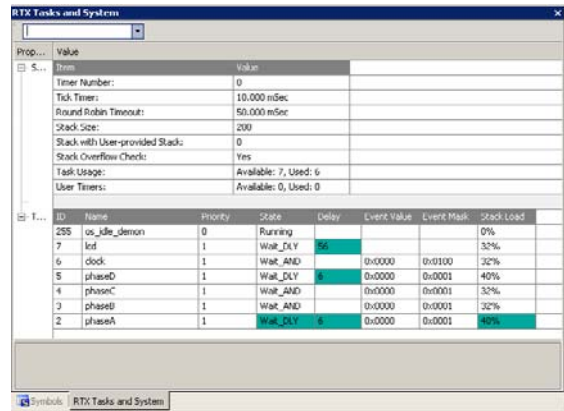 RTX Tasks and System
Prop... Value
S... Item Value
Timer Number: 0
Tick Timer: 10.000 mSec
Round Robin Timeout: 50.000 mSec
Stack Size: 200
Stack with User-provided Stack: 0
Stack Overflow Check: Yes
Task Usage: Available: 7, Used: 6
User Timers: Available: 0, Used: 0
T... ID Name Priority State Delay Event Value Event Mask Stack Load
255 os_idle_demon 0 Running 0%
7 lcd 1 Wait_DLY 56 32%
6 clock 1 Wait_AND 0x0000 0x0100 32%
5 phaseD 1 Wait_DLY 6 0x0000 0x0001 40%
4 phaseC 1 Wait_AND 0x0000 0x0001 32%
3 phaseB 1 Wait_AND 0x0000 0x0001 32%
2 phaseA 1 Wait_DLY 6 0x0000 0x0001 40%
Symbols RTX Tasks and System